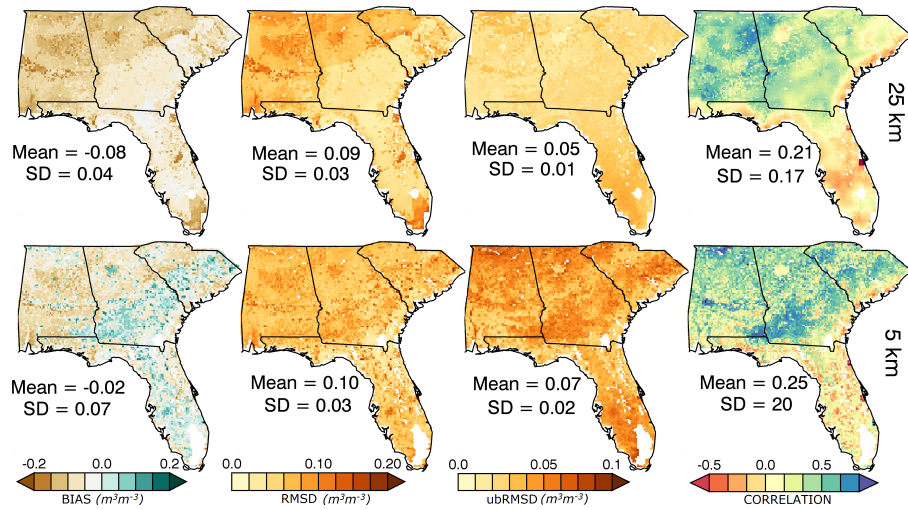 25 km
Mean = -0.08
SD = 0.04
Mean = 0.09
SD = 0.03
Mean = 0.05
SD = 0.01
Mean = 0.21
SD = 0.17
5 km
Mean = -0.02
SD = 0.07
Mean = 0.10
SD = 0.03
Mean = 0.07
SD = 0.02
Mean = 0.25
SD = 20
-0.2 0.0 0.2
BIAS (m³m⁻³)
0.0 0.10 0.20
RMSD (m³m⁻³)
0.0 0.05 0.1
ubRMSD (m³m⁻³)
-0.5 0.0 0.5
CORRELATION